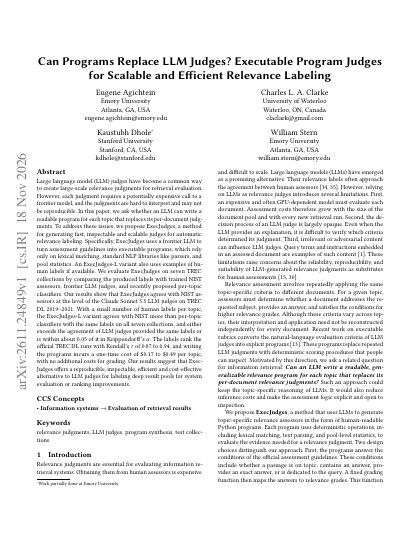 Can Programs Replace LLM Judges? Executable Program Judges
for Scalable and Efficient Relevance Labeling
Eugene Agichtein
Emory University
Atlanta, GA, USA
eugene.agichtein@emory.edu
Charles L. A. Clarke
University of Waterloo
Waterloo, ON, Canada
claclark@gmail.com
Kaustubh Dhole*
Stanford University
Stanford, CA, USA
kdhole@stanford.edu
William Stern
Emory University
Atlanta, GA, USA
william.stern@emory.edu
arXiv:2611.24849v1 [cs.IR] 18 Nov 2026
Abstract
Large language model (LLM) judges have become a common way
to create large-scale relevance judgments for retrieval evaluation.
However, each judgment requires a potentially expensive call to a
frontier model, and the judgments are hard to interpret and may not
be reproducible. In this paper, we ask whether an LLM can write a
readable program for each topic that replaces its per-document judg-
ments. To address these issues, we propose ExecJudges, a method
for generating fast, inspectable and scalable judges for automatic
relevance labeling. Specifically, ExecJudges uses a frontier LLM to
turn assessment guidelines into executable programs, which rely
only on lexical matching, standard NLP libraries like parsers, and
pool statistics. An ExecJudges-L variant also uses examples of hu-
man labels if available. We evaluate ExecJudges on seven TREC
collections by comparing the produced labels with trained NIST
assessors, frontier LLM judges, and recently proposed per-topic
classifiers. Our results show that ExecJudges agrees with NIST as-
sessors at the level of the Claude Sonnet 5.5 LLM judges on TREC
DL 2019–2021. With a small number of human labels per topic,
the ExecJudges-L variant agrees with NIST more than per-topic
classifiers with the same labels on all seven collections, and either
exceeds the agreement of LLM judges provided the same labels or
is within about 0.05 of it in Krippendorff's α. The labels rank the
official TREC DL runs with Kendall's τ of 0.87 to 0.94, and writing
the programs incurs a one-time cost of $0.17 to $0.49 per topic,
with no additional costs for grading. Our results suggest that Exec-
Judges offers a reproducible, inspectable, efficient and cost-effective
alternative to LLM judges for labeling deep result pools for system
evaluation or ranking improvements.
CCS Concepts
• Information systems → Evaluation of retrieval results
Keywords
relevance judgments, LLM judges, program synthesis, test collec-
tions
1 Introduction
Relevance judgments are essential for evaluating information re-
trieval systems. Obtaining them from human assessors is expensive
*Work partially done at Emory University.
and difficult to scale. Large language models (LLMs) have emerged
as a promising alternative. Their relevance labels often approach
the agreement between human assessors [34, 35]. However, relying
on LLMs as relevance judges introduces several limitations. First,
an expensive and often GPU-dependent model must evaluate each
document. Assessment costs therefore grow with the size of the
document pool and with every new retrieval run. Second, the de-
cision process of an LLM judge is largely opaque. Even when the
LLM provides an explanation, it is difficult to verify which criteria
determined its judgment. Third, irrelevant or adversarial content
can influence LLM judges. Query terms and instructions embedded
in an assessed document are examples of such content [1]. These
limitations raise concerns about the reliability, reproducibility, and
suitability of LLM-generated relevance judgments as substitutes
for human assessments [15, 30].
Relevance assessment involves repeatedly applying the same
topic-specific criteria to different documents. For a given topic,
assessors must determine whether a document addresses the re-
quested subject, provides an answer, and satisfies the conditions for
higher relevance grades. Although these criteria vary across top-
ics, their interpretation and application need not be reconstructed
independently for every document. Recent work on executable
rubrics converts the natural-language evaluation criteria of LLM
judges into explicit programs [13]. These programs replace repeated
LLM judgments with deterministic scoring procedures that people
can inspect. Motivated by this direction, we ask a related question
for information retrieval: Can an LLM write a readable, gen-
eralizable relevance program for each topic that replaces its
per-document relevance judgments? Such an approach could
keep the topic-specific reasoning of LLMs. It would also reduce
inference costs and make the assessment logic explicit and open to
inspection.
We propose ExecJudges, a method that uses LLMs to generate
topic-specific relevance assessors in the form of human-readable
Python programs. Each program uses deterministic operations, in-
cluding lexical matching, text parsing, and pool-level statistics, to
evaluate the evidence needed for a relevance judgment. Two design
choices distinguish our approach. First, the programs answer the
conditions of the official assessment guidelines. These conditions
include whether a passage is on topic, contains an answer, pro-
vides an exact answer, or is dedicated to the query. A fixed grading
function then maps the answers to relevance grades. This function